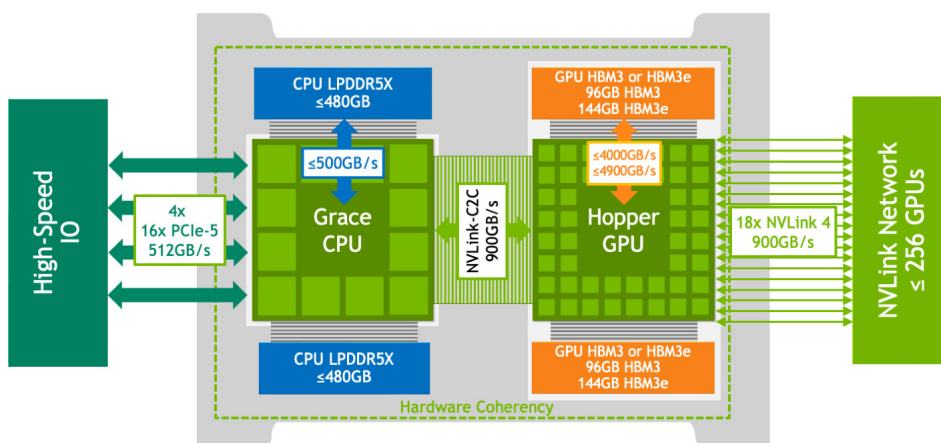 High-Speed
IO
4x
16x PCIe-5
512GB/s
CPU LPDDR5X
≤480GB
≤500GB/s
Grace
CPU
CPU LPDDR5X
≤480GB
NVLink-C2C
900GB/s
GPU HBM3 or HBM3e
96GB HBM3
144GB HBM3e
≤4000GB/s
≤4900GB/s
Hopper
GPU
GPU HBM3 or HBM3e
96GB HBM3
144GB HBM3e
18x NVLink 4
900GB/s
NVLink Network
≤ 256 GPUs
Hardware Coherency